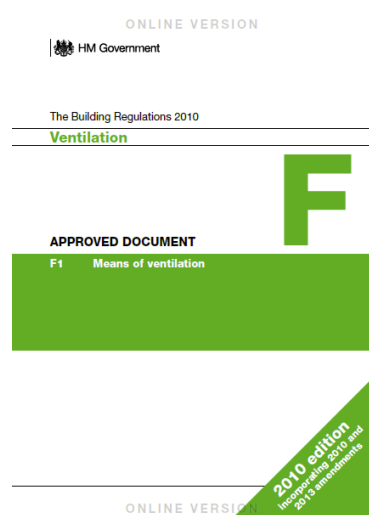 ONLINE VERSION
HM Government
The Building Regulations 2010
Ventilation
F
APPROVED DOCUMENT
F1 Means of ventilation
2010 edition
incorporating 2010 and
2013 amendments
ONLINE VERSION